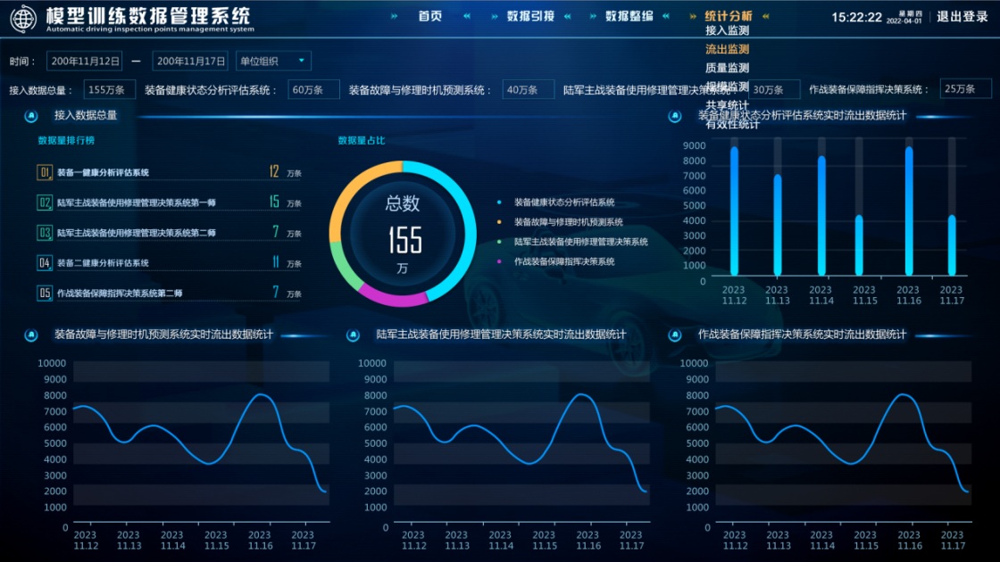 模型训练数据管理系统
Automatic driving inspection points management system
首页
数据引接
数据整编
统计分析
接入监测
流出监测
质量监测
规模监测
共享统计
有效性统计
15:22:22
星期四
2022-04-01
退出登录
时间：
200年11月12日
200年11月17日
单位组织
接入数据总量：
155万条
装备健康状态分析评估系统：
60万条
装备故障与修理时机预测系统：
40万条
陆军主战装备使用修理管理决策系统：
30万条
作战装备保障指挥决策系统：
25万条
接入数据总量
数据量排行榜
01 装备一健康分析评估系统 12 万条
02 陆军主战装备使用修理管理决策系统第一师 15 万条
03 陆军主战装备使用修理管理决策系统第二师 7 万条
04 装备二健康分析评估系统 11 万条
05 作战装备保障指挥决策系统第二师 7 万条
数据量占比
总数
155
万
装备健康状态分析评估系统
装备故障与修理时机预测系统
陆军主战装备使用修理管理决策系统
作战装备保障指挥决策系统
装备健康状态分析评估系统实时流出数据统计
9000
8000
7000
6000
5000
4000
3000
2000
1000
0
2023 2023 2023 2023 2023 2023
11.12 11.13 11.14 11.15 11.16 11.17
装备故障与修理时机预测系统实时流出数据统计
10000
9000
8000
7000
6000
5000
4000
3000
2000
1000
0
2023 2023 2023 2023 2023 2023
11.12 11.13 11.14 11.15 11.16 11.17
陆军主战装备使用修理管理决策系统实时流出数据统计
10000
9000
8000
7000
6000
5000
4000
3000
2000
1000
0
2023 2023 2023 2023 2023 2023
11.12 11.13 11.14 11.15 11.16 11.17
作战装备保障指挥决策系统实时流出数据统计
10000
9000
8000
7000
6000
5000
4000
3000
2000
1000
0
2023 2023 2023 2023 2023 2023
11.12 11.13 11.14 11.15 11.16 11.17